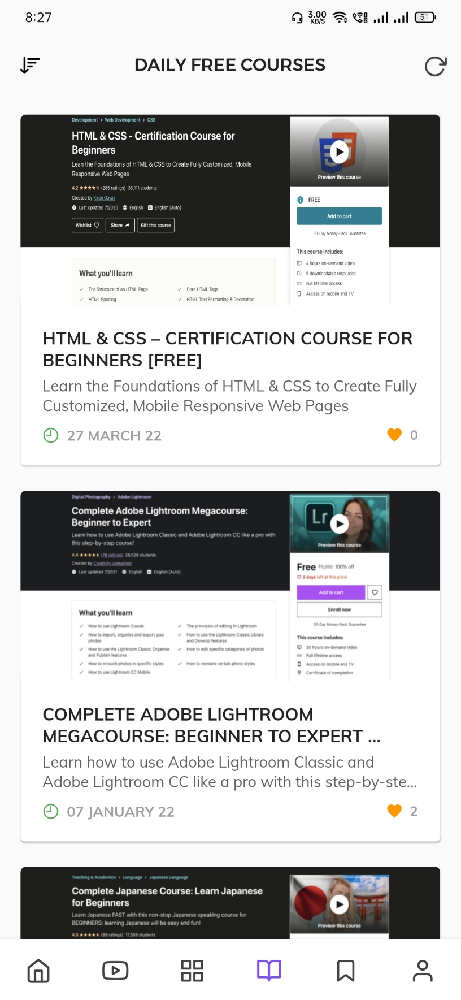 8:27
3.00
KB/S
51
DAILY FREE COURSES
Development › Web Development › CSS
HTML & CSS - Certification Course for
Beginners
Lean the Foundations of HTML & CSS to Create Fully Customized, Mobile
Responsive Web Pages
4.2 (285 ratings) 35,111 students
Created by Kiran Gavali
Last updated 7/2020 English English [Auto]
Wishlist Share Gift this course
Preview this course
FREE
Add to cart
30-Day Money-Back Guarantee
This course includes:
4 hours on-demand video
6 downloadable resources
Full lifetime access
Access on mobile and TV
What you'll learn
The Structure of an HTML Page
Core HTML Tags
HTML Spacing
HTML Text Formatting & Decoration
HTML & CSS – CERTIFICATION COURSE FOR
BEGINNERS [FREE]
Learn the Foundations of HTML & CSS to Create Fully
Customized, Mobile Responsive Web Pages
27 MARCH 22
0
Digital Photography › Adobe Lightroom
Complete Adobe Lightroom Megacourse:
Beginner to Expert
Learn how to use Adobe Lightroom Classic and Adobe Lightroom CC like a pro with
this step-by-step course!
4.4 (76 ratings) 28,529 students
Created by Creativity Unleashed
Last updated 7/2021 English English [Auto]
Lr
Preview this course
Free ₹1,280 100% off
2 days left at this price!
Add to cart
Enroll now
30-Day Money-Back Guarantee
This course includes:
20 hours on-demand video
Full lifetime access
Access on mobile and TV
Certificate of completion
What you'll learn
How to use Lightroom Classic
The principles of editing in Lightroom
How to import, organise and export your
photos
How to use the Lightroom Classic Library
and Develop features
How to use the Lightroom Classic Organise
and Publish features
How to edit specific categories of photos
How to retouch photos in specific styles
How to recreate certain photo styles
How to use Lightroom CC Mobile
COMPLETE ADOBE LIGHTROOM
MEGACOURSE: BEGINNER TO EXPERT ...
Learn how to use Adobe Lightroom Classic and
Adobe Lightroom CC like a pro with this step-by-ste...
07 JANUARY 22
2
Teaching & Academics › Language › Japanese Language
Complete Japanese Course: Learn Japanese
for Beginners
Learn Japanese FAST with this non-stop Japanese speaking course for
BEGINNERS: learning Japanese will be easy and fun!
4.5 (99 ratings) 17,569 students
Preview this course